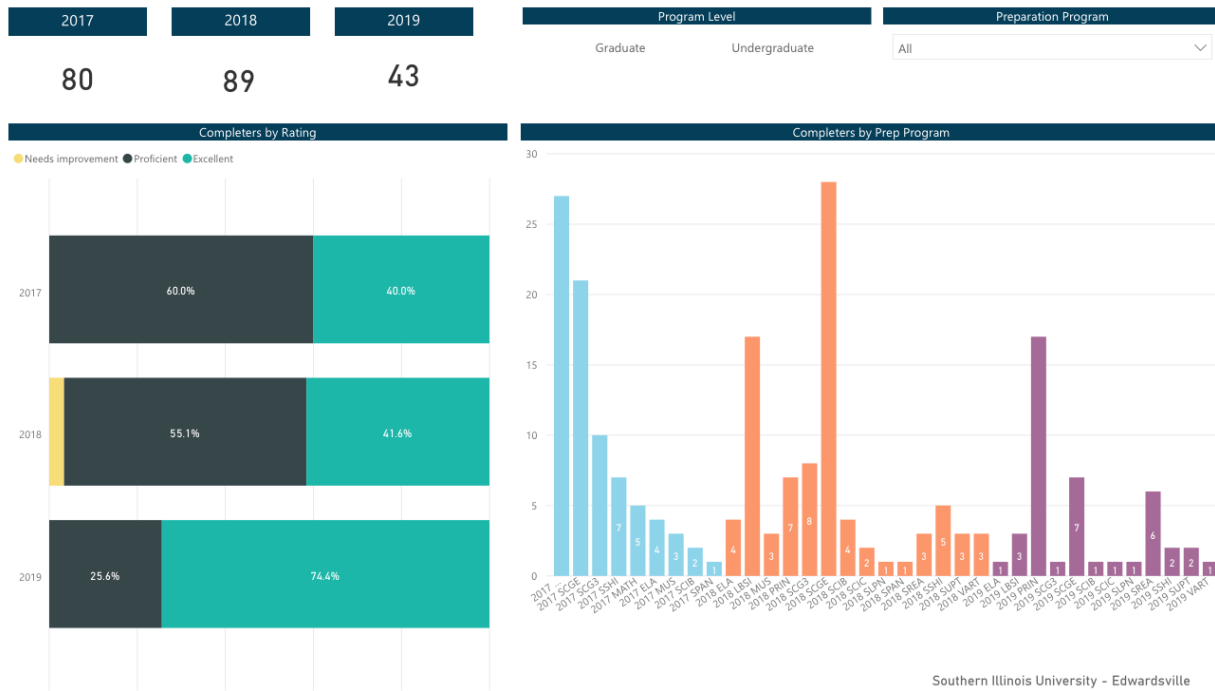 2017
2018
2019
Program Level
Preparation Program
Graduate
Undergraduate
All
80
89
43
Completers by Rating
Completers by Prep Program
Needs improvement
Proficient
Excellent
2017
60.0%
40.0%
2018
55.1%
41.6%
2019
25.6%
74.4%
30
25
20
15
10
5
0
7
5
4
3
2
1
4
3
7
8
4
2
1
1
3
5
3
3
1
3
1
7
1
1
1
6
2
2
1
2017 ...
2017 SCGE
2017 SCG3
2017 SSHI
2017 MATH
2017 ELA
2017 MUS
2017 SCIB
2017 SPAN
2018 ELA
2018 LBSI
2018 MUS
2018 PRIN
2018 SCG3
2018 SCGE
2018 SCIB
2018 SCIC
2018 SLPN
2018 SPAN
2018 SREA
2018 SSHI
2018 SUPT
2018 VART
2019 ELA
2019 LBSI
2019 PRIN
2019 SCG3
2019 SCGE
2019 SCIB
2019 SCIC
2019 SLPN
2019 SREA
2019 SSHI
2019 SUPT
2019 VART
Southern Illinois University - Edwardsville